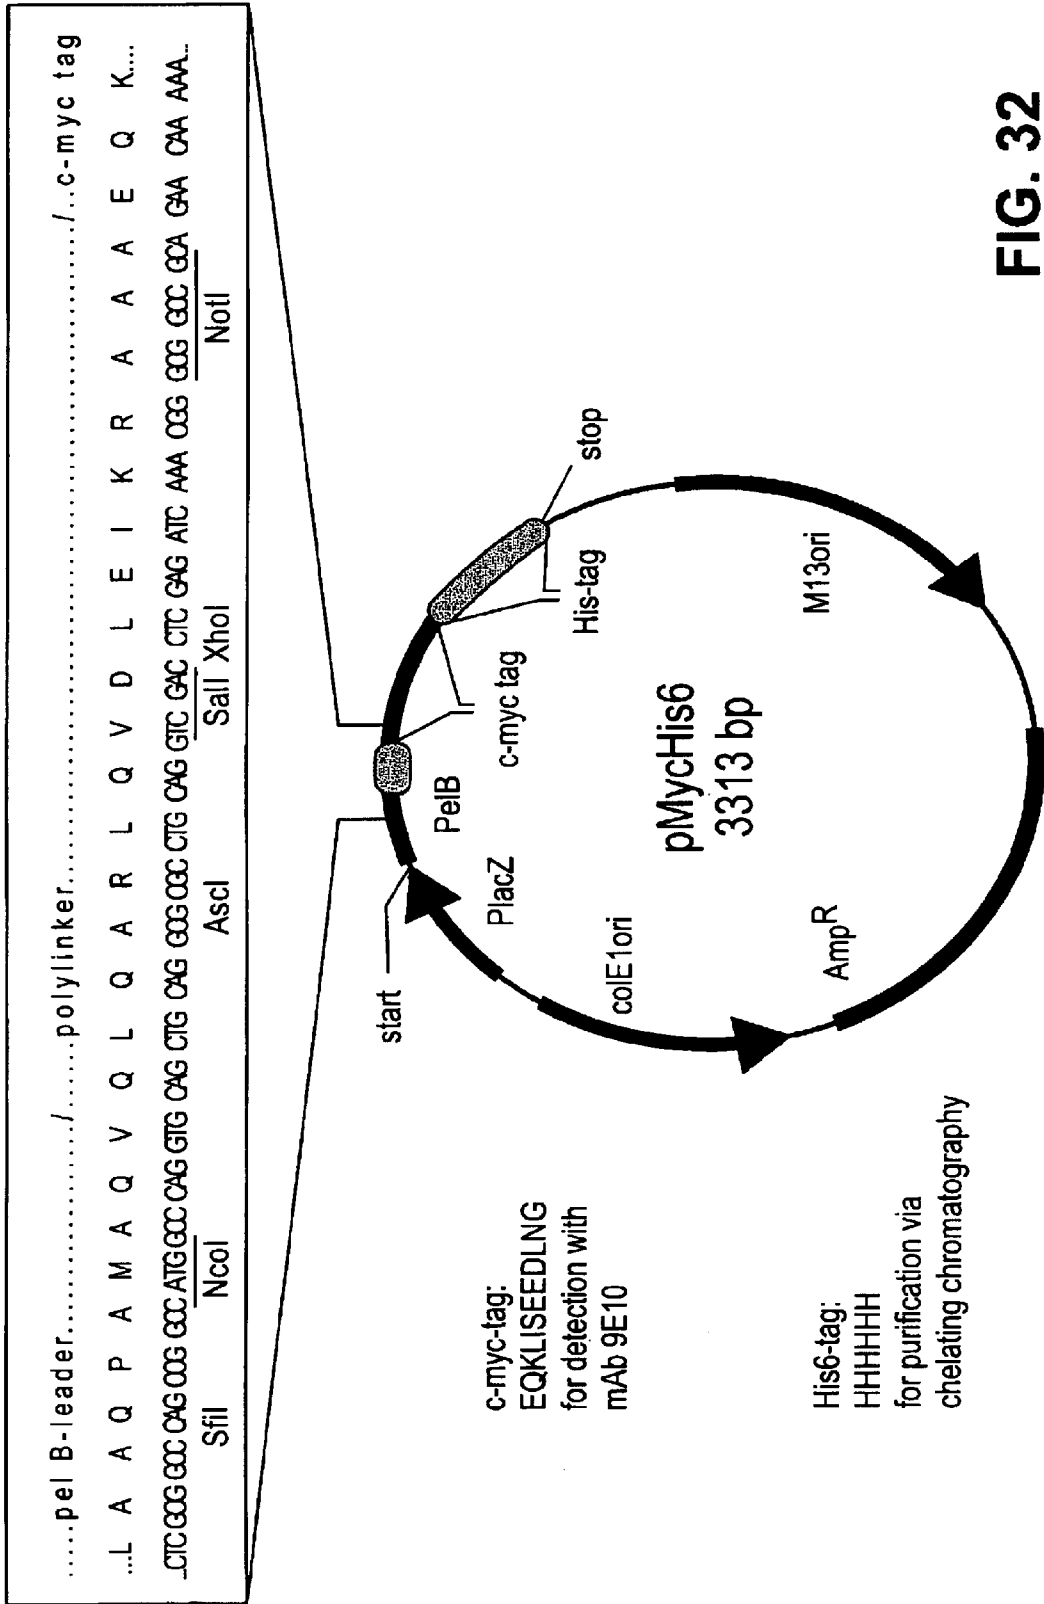 .....pel B-leader............../.....polylinker................................................................/..c-myc tag
...L A A Q P A M A Q V Q L Q A R L Q V D L E I K R A A A E Q K....
..CTC GCG GCC CAG CCG GCC ATG GCC CAG GTG CAG CTG CAG GCG CGC CTG CAG GTC GAC CTC GAG ATC AAA CGG GCG GCC GCA GAA CAA AAA..
SfiI NcoI AscI SalI XhoI NotI
start
PlacZ
PelB
c-myc tag
His-tag
stop
colE1ori
pMycHis6
3313 bp
M13ori
AmpR
c-myc-tag:
EQKLISEEDLNG
for detection with
mAb 9E10
His6-tag:
HHHHHH
for purification via
chelating chromatography
FIG. 32